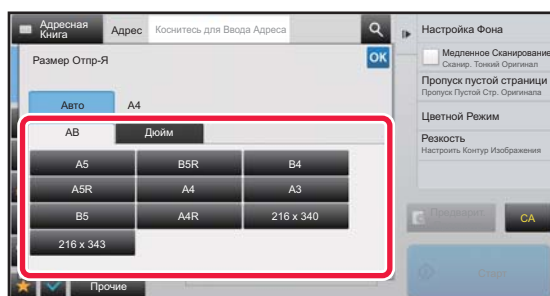 Адресная
Книга
Адрес
Коснитесь для Ввода Адреса
Размер Отпр-Я
OK
Авто
A4
AB
Дюйм
A5
B5R
B4
A5R
A4
A3
B5
A4R
216 x 340
216 x 343
Прочие
Настройка Фона
Медленное Сканирование
Сканир. Тонкий Оригинал
Пропуск пустой страници
Пропуск Пустой Стр. Оригинала
Цветной Режим
Резкость
Настроить Контур Изображения
Предварит.
CA
Старт